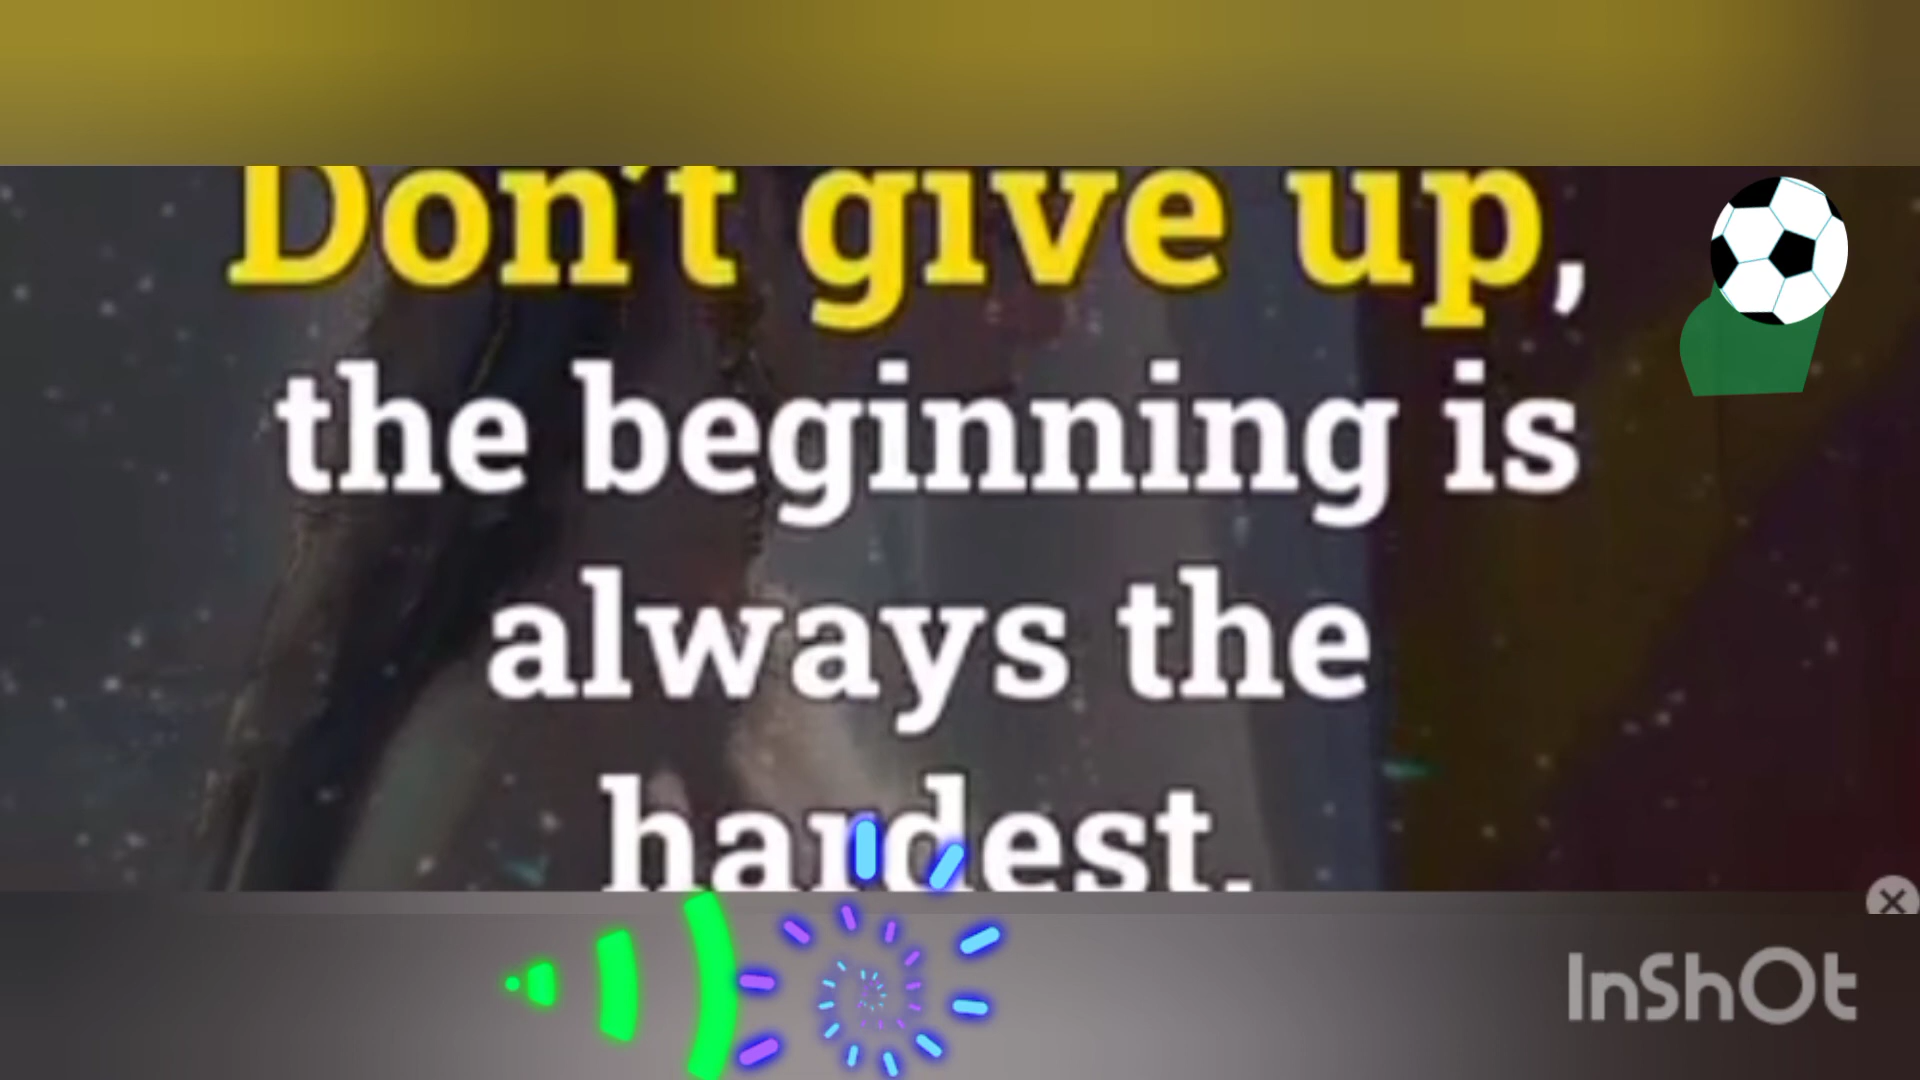 Don't give up,
the beginning is
always the
hardest.
InShOt